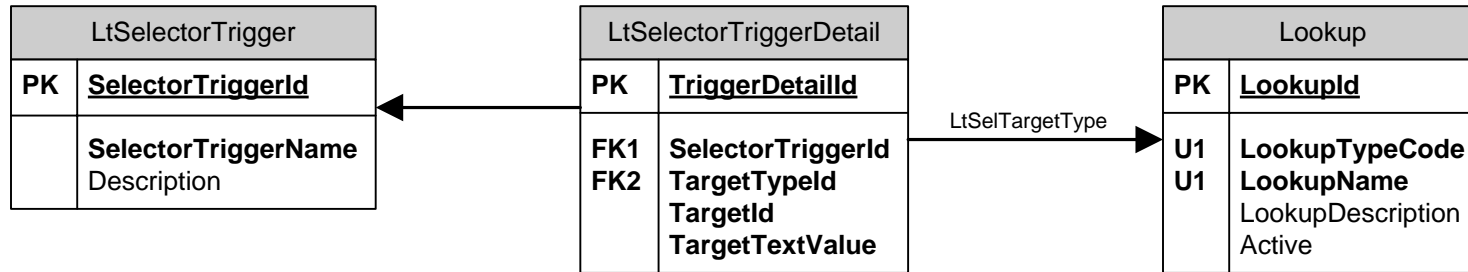 LtSelectorTrigger
PK SelectorTriggerId
SelectorTriggerName
Description
LtSelectorTriggerDetail
PK TriggerDetailId
FK1 SelectorTriggerId
FK2 TargetTypeId
TargetId
TargetTextValue
LtSelTargetType
Lookup
PK LookupId
U1 LookupTypeCode
U1 LookupName
LookupDescription
Active